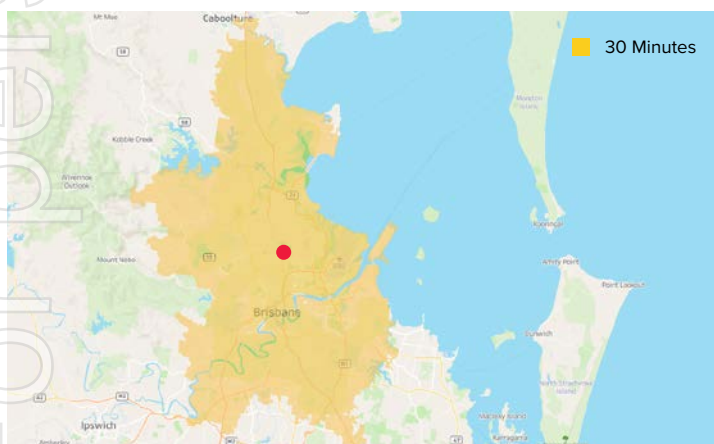 Mt Mee
Caboolture
30 Minutes
Kobble Creek
Moreton
Island
Mount Nebo
Kooringal
Amity Point
Point Lookout
Brisbane
Dunwich
North Stradbroke
Island
Ipswich
Macleay Island
Karragarra